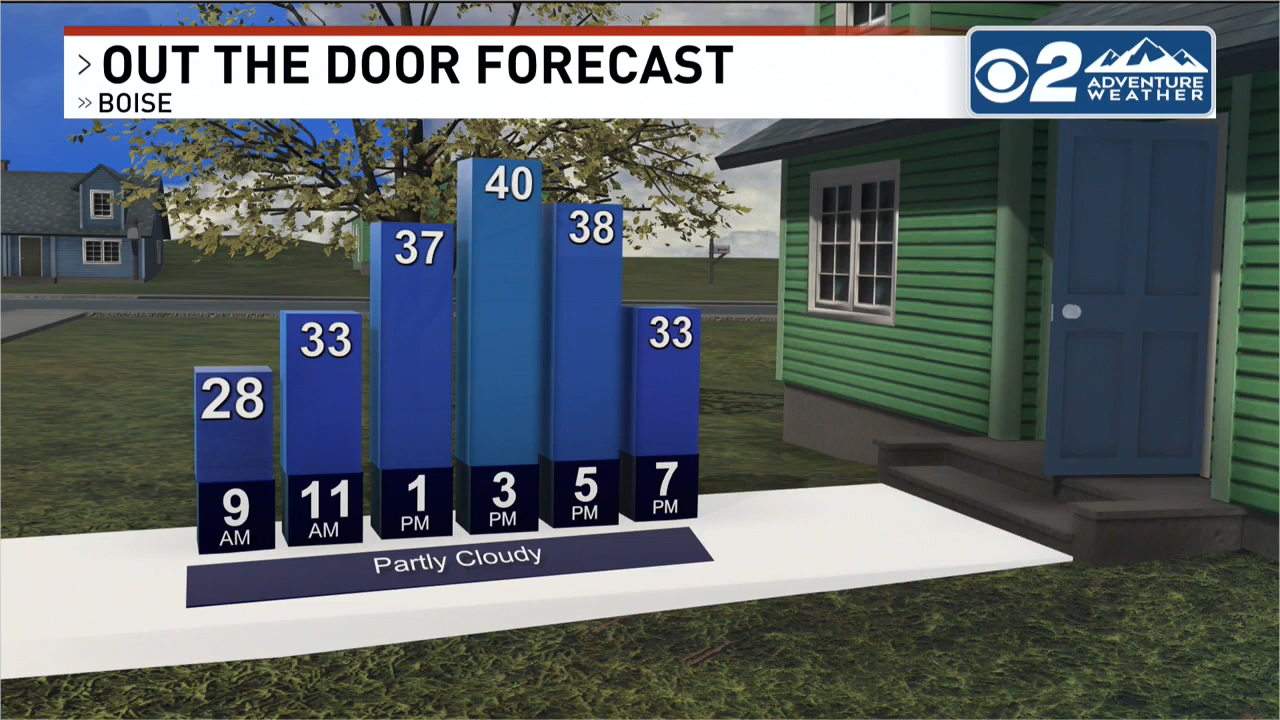 > OUT THE DOOR FORECAST
» BOISE
2 ADVENTURE
WEATHER
28
33
37
40
38
33
9
AM
11
AM
1
PM
3
PM
5
PM
7
PM
Partly Cloudy